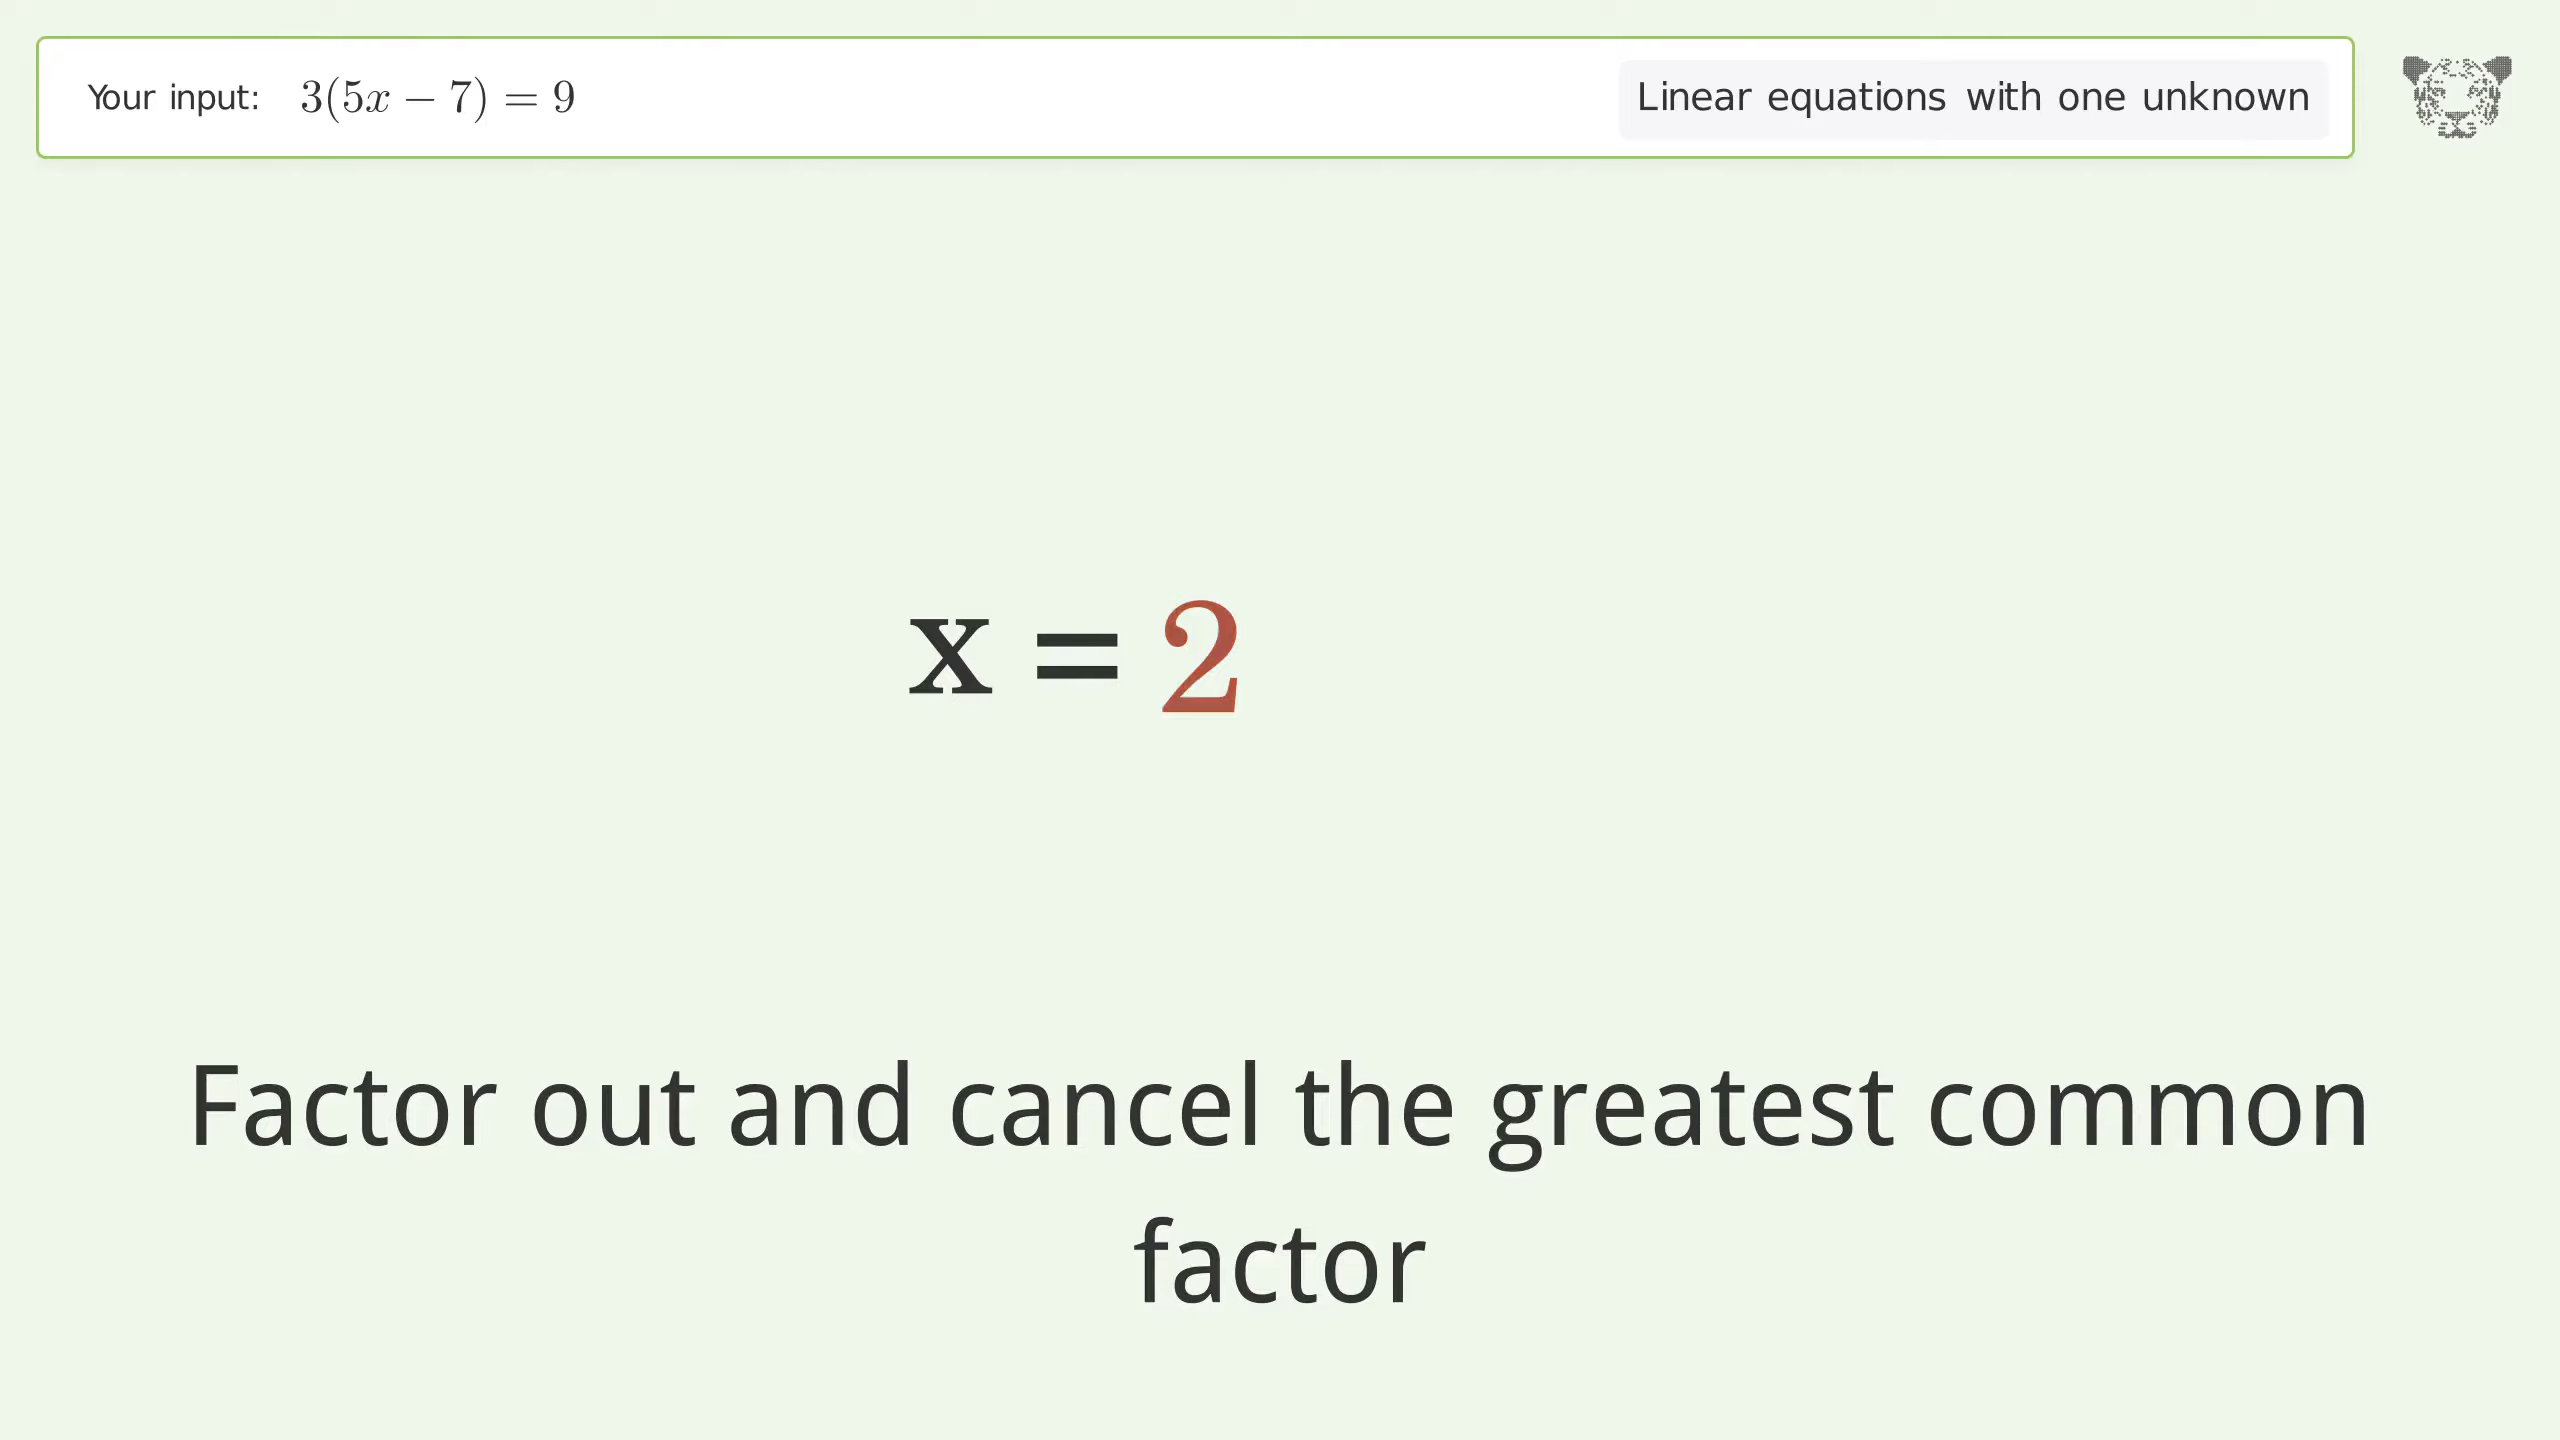 Your input: 3(5x − 7) = 9
Linear equations with one unknown
x = 2
Factor out and cancel the greatest common
factor